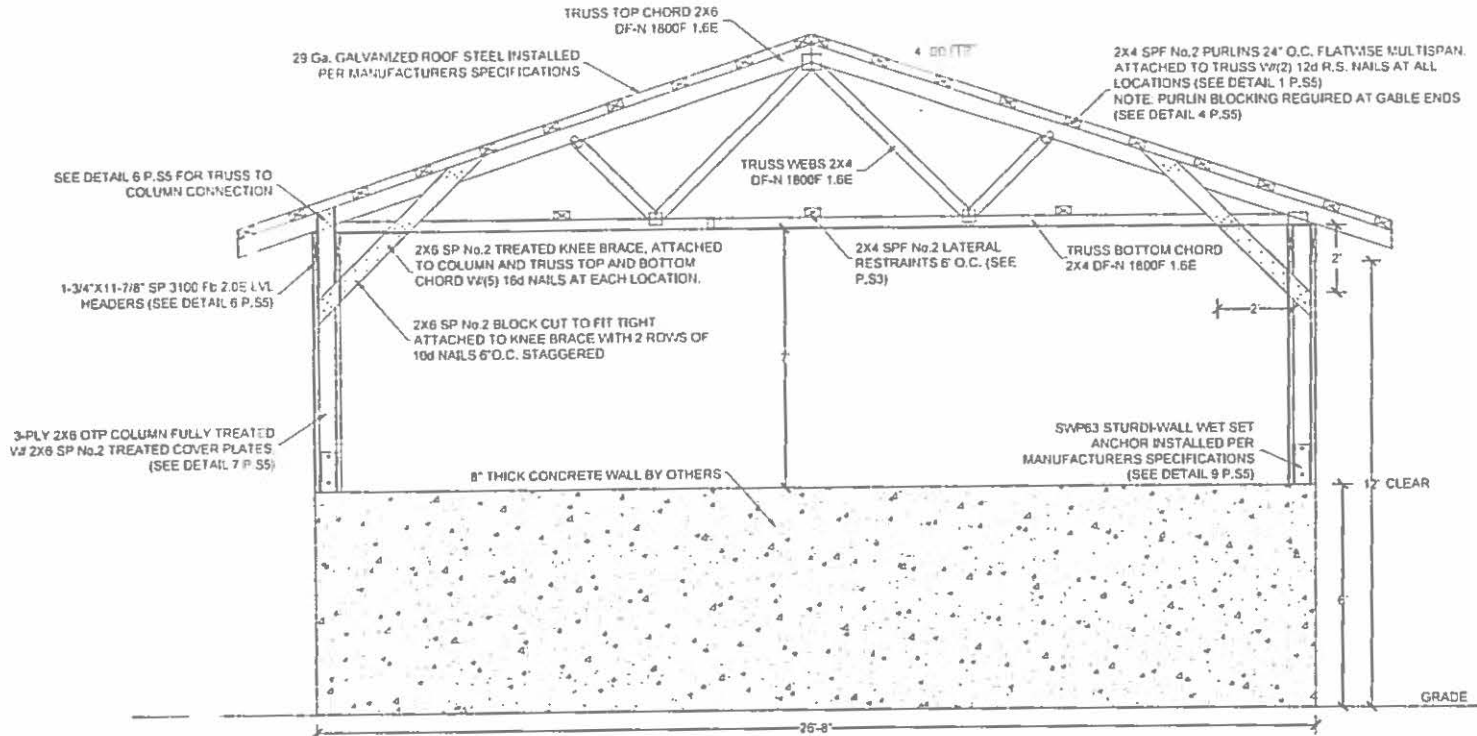 TRUSS TOP CHORD 2X6
DF-N 1800F 1.6E
29 Ga. GALVANIZED ROOF STEEL INSTALLED
PER MANUFACTURERS SPECIFICATIONS
4
2X4 SPF No.2 PURLINS 24" O.C. FLATWISE MULTISPAN.
ATTACHED TO TRUSS W/(2) 12d R.S. NAILS AT ALL
LOCATIONS (SEE DETAIL 1 P.S5)
NOTE: PURLIN BLOCKING REQUIRED AT GABLE ENDS
(SEE DETAIL 4 P.S5)
TRUSS WEBS 2X4
DF-N 1800F 1.6E
SEE DETAIL 6 P.S5 FOR TRUSS TO
COLUMN CONNECTION
2X6 SP No.2 TREATED KNEE BRACE, ATTACHED
TO COLUMN AND TRUSS TOP AND BOTTOM
CHORD W/(5) 16d NAILS AT EACH LOCATION.
2X4 SPF No.2 LATERAL
RESTRAINTS 6' O.C. (SEE
P.S3)
TRUSS BOTTOM CHORD
2X4 DF-N 1800F 1.6E
2'
2'
1-3/4"X11-7/8" SP 3100 Fb 2.0E LVL
HEADERS (SEE DETAIL 6 P.S5)
2X6 SP No.2 BLOCK CUT TO FIT TIGHT
ATTACHED TO KNEE BRACE WITH 2 ROWS OF
10d NAILS 6"O.C. STAGGERED
7'
3-PLY 2X6 OTP COLUMN FULLY TREATED
W/ 2X6 SP No.2 TREATED COVER PLATES
(SEE DETAIL 7 P.S5)
SWP63 STURDI-WALL WET SET
ANCHOR INSTALLED PER
MANUFACTURERS SPECIFICATIONS
(SEE DETAIL 9 P.S5)
8" THICK CONCRETE WALL BY OTHERS
12' CLEAR
6'
GRADE
26'-8"